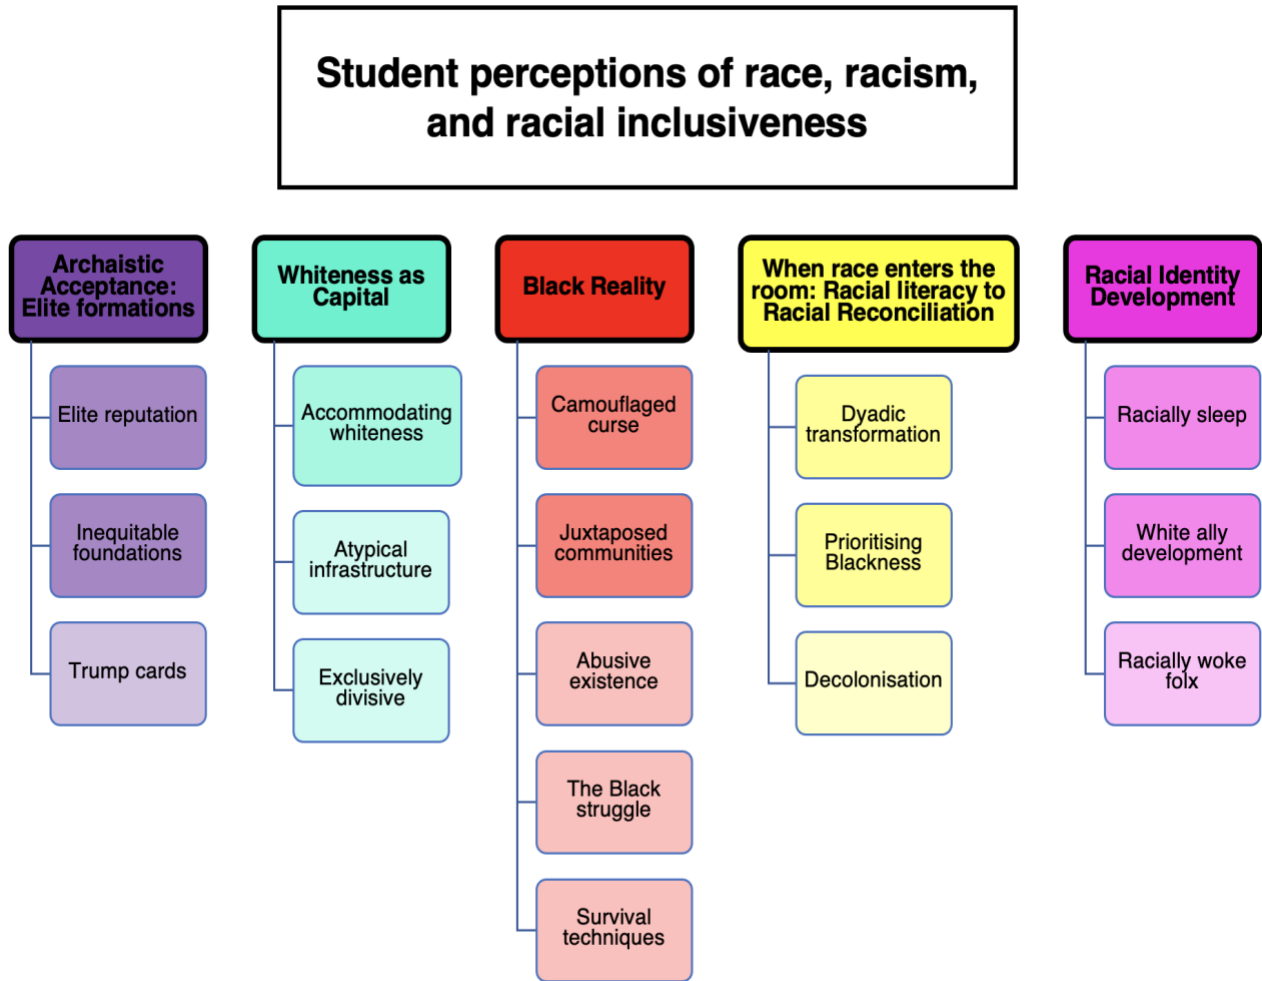 Student perceptions of race, racism,
and racial inclusiveness
Archaistic
Acceptance:
Elite formations
Elite reputation
Inequitable
foundations
Trump cards
Whiteness as
Capital
Accommodating
whiteness
Atypical
infrastructure
Exclusively
divisive
Black Reality
Camouflaged
curse
Juxtaposed
communities
Abusive
existence
The Black
struggle
Survival
techniques
When race enters the
room: Racial literacy to
Racial Reconciliation
Dyadic
transformation
Prioritising
Blackness
Decolonisation
Racial Identity
Development
Racially sleep
White ally
development
Racially woke
folx